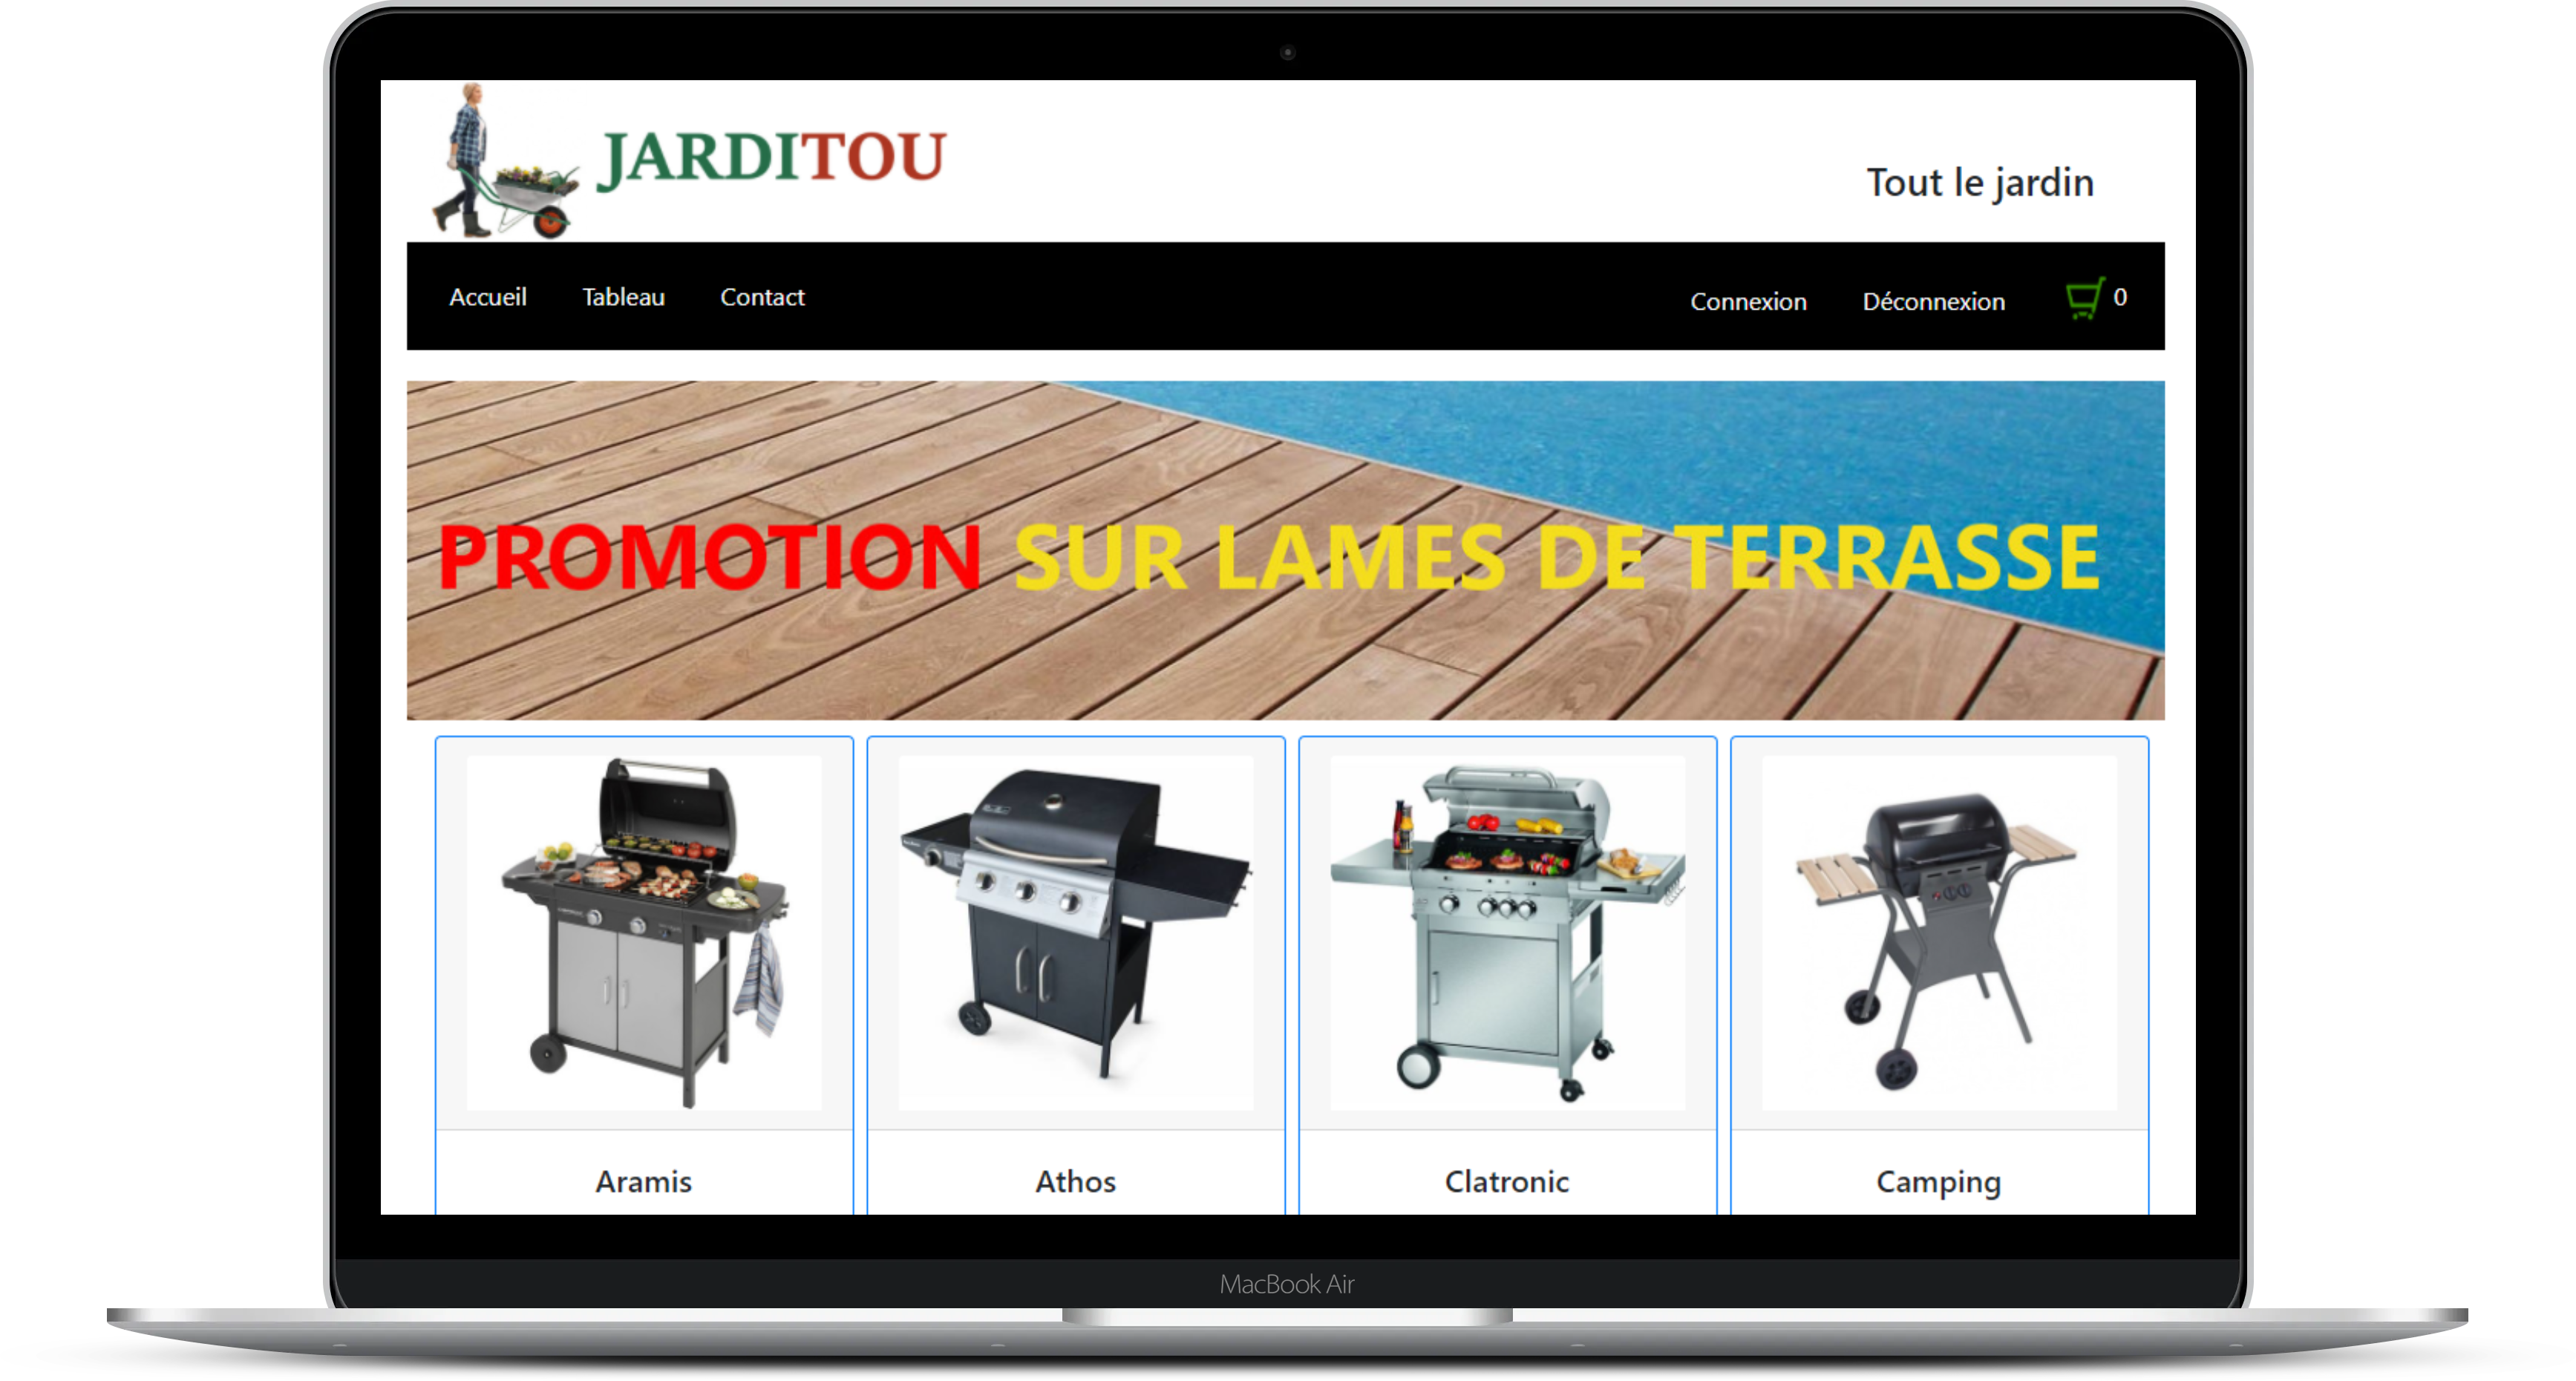 JARDITOU
Tout le jardin
Accueil Tableau Contact Connexion Déconnexion 0
PROMOTION SUR LAMES DE TERRASSE
Aramis Athos Clatronic Camping
MacBook Air